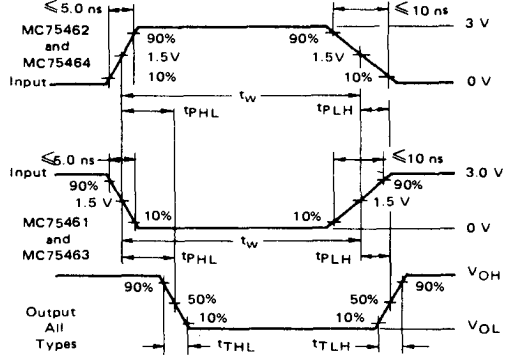 ≤5.0 ns
≤10 ns
MC75462
and
MC75464
Input
90%
1.5 V
10%
90%
1.5 V
10%
3 V
0 V
tw
tPHL
tPLH
≤5.0 ns
≤10 ns
Input
90%
1.5 V
10%
10%
90%
1.5 V
3.0 V
0 V
MC75461
and
MC75463
tw
tPHL
tPLH
90%
50%
10%
50%
10%
90%
VOH
VOL
Output
All
Types
tTHL
tTLH